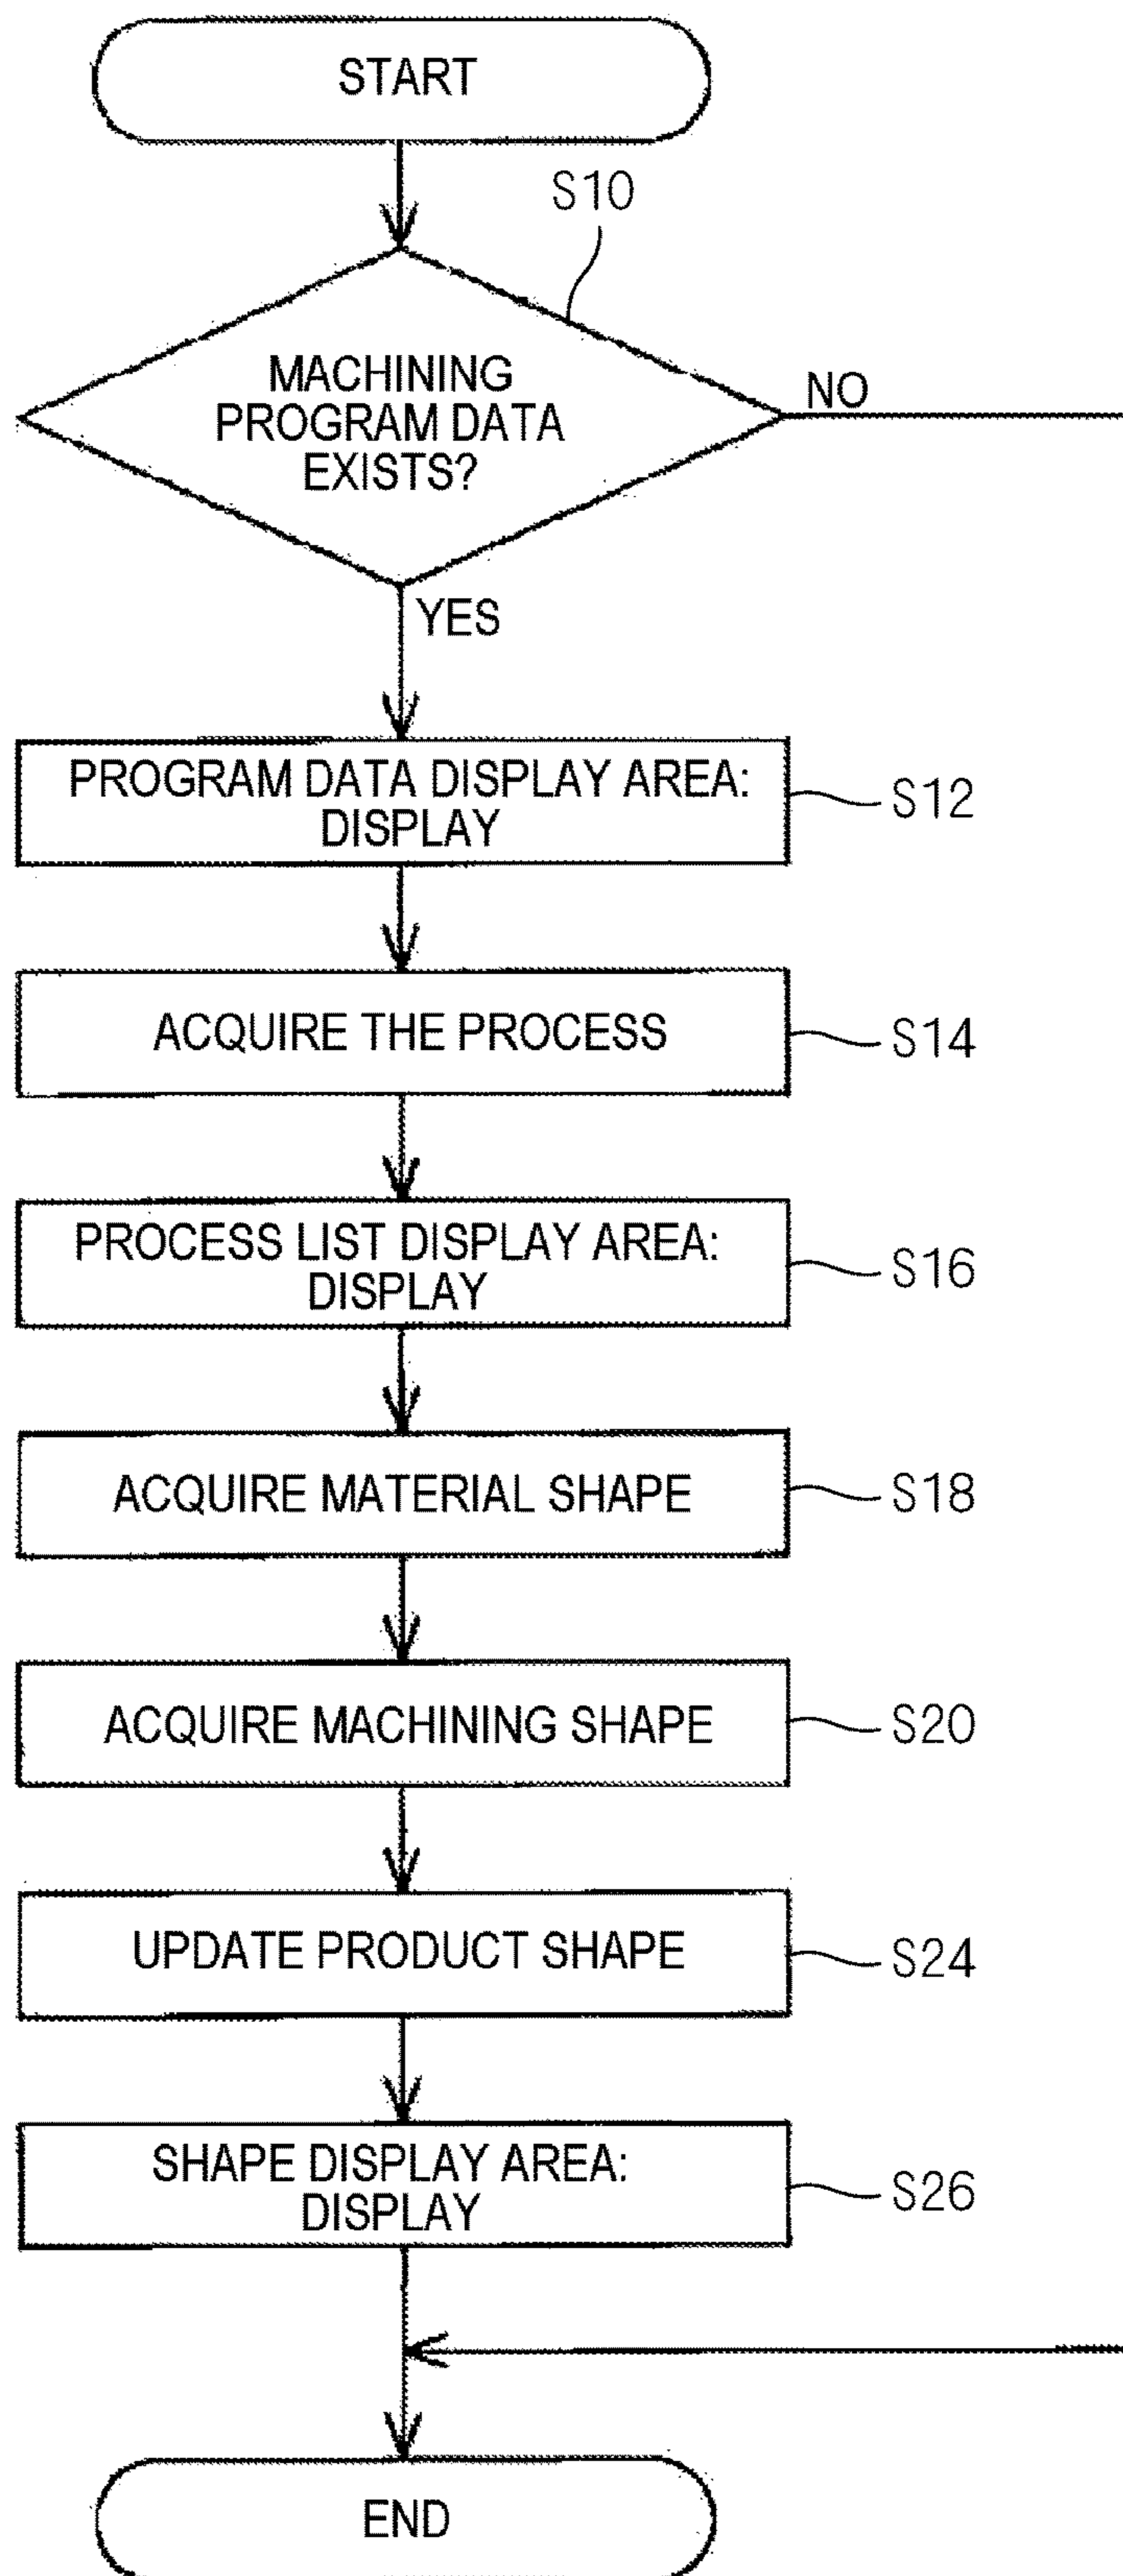 START
S10
MACHINING
PROGRAM DATA
EXISTS?
NO
YES
PROGRAM DATA DISPLAY AREA:
DISPLAY
S12
ACQUIRE THE PROCESS
S14
PROCESS LIST DISPLAY AREA:
DISPLAY
S16
ACQUIRE MATERIAL SHAPE
S18
ACQUIRE MACHINING SHAPE
S20
UPDATE PRODUCT SHAPE
S24
SHAPE DISPLAY AREA:
DISPLAY
S26
END